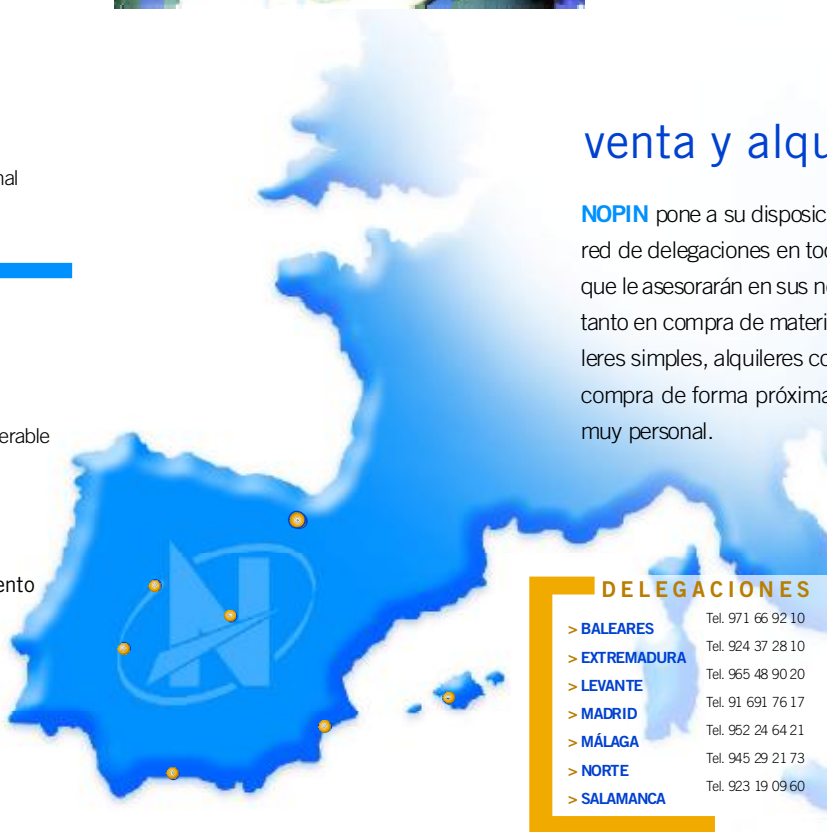 nal
erable
ento
venta y alqu
NOPIN pone a su disposic
red de delegaciones en too
que le asesorarán en sus n
tanto en compra de materi
leres simples, alquileres co
compra de forma próxima
muy personal.
DELEGACIONES
> BALEARES Tel. 971 66 92 10
> EXTREMADURA Tel. 924 37 28 10
> LEVANTE Tel. 965 48 90 20
> MADRID Tel. 91 691 76 17
> MÁLAGA Tel. 952 24 64 21
> NORTE Tel. 945 29 21 73
> SALAMANCA Tel. 923 19 09 60